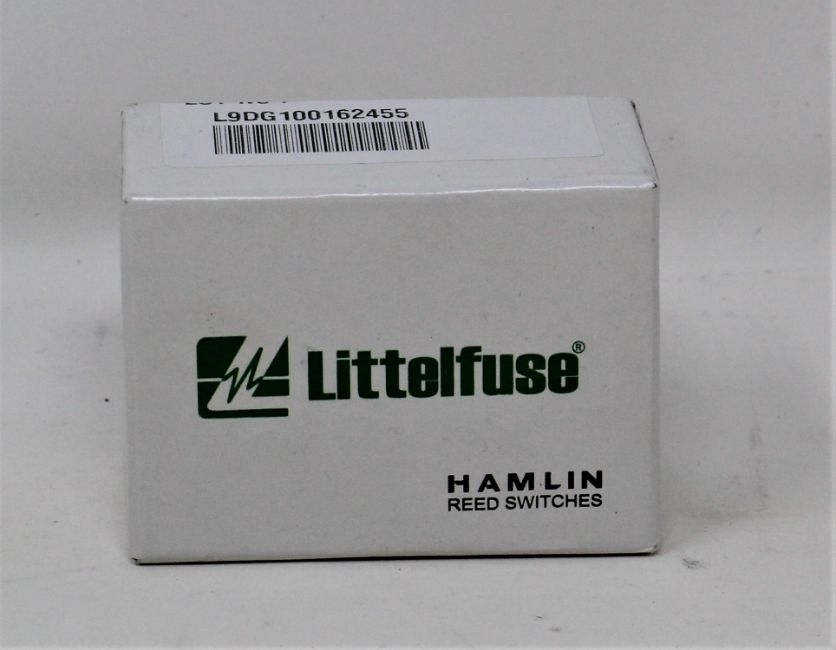 L9DG100162455
Littelfuse®
HAMLIN
REED SWITCHES